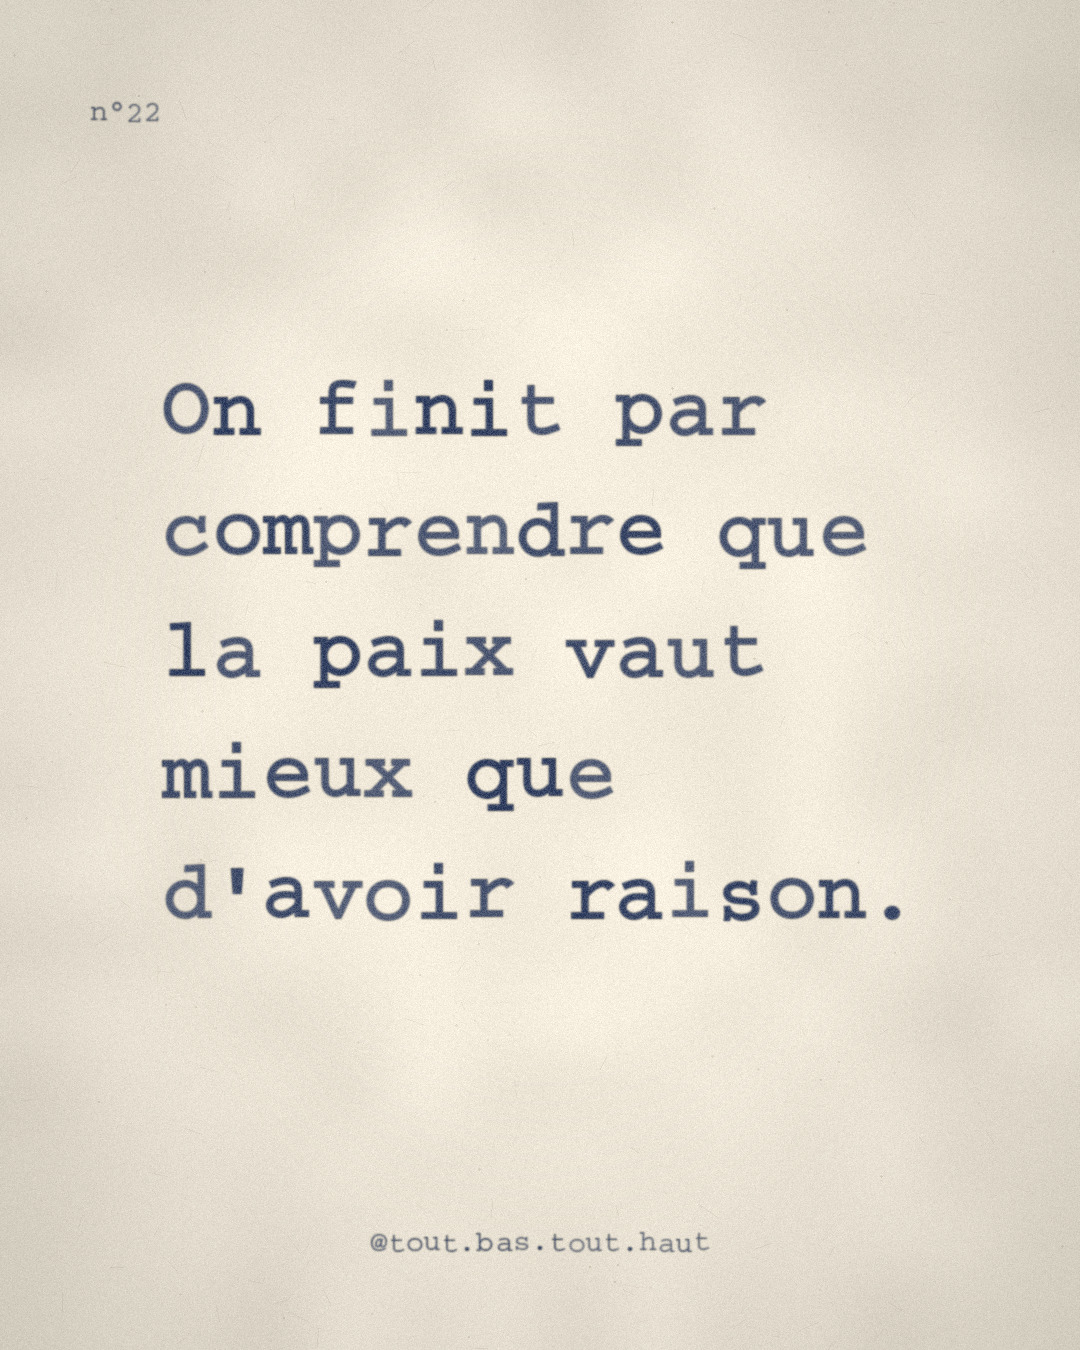 n°22
On finit par
comprendre que
la paix vaut
mieux que
d'avoir raison.
@tout.bas.tout.haut